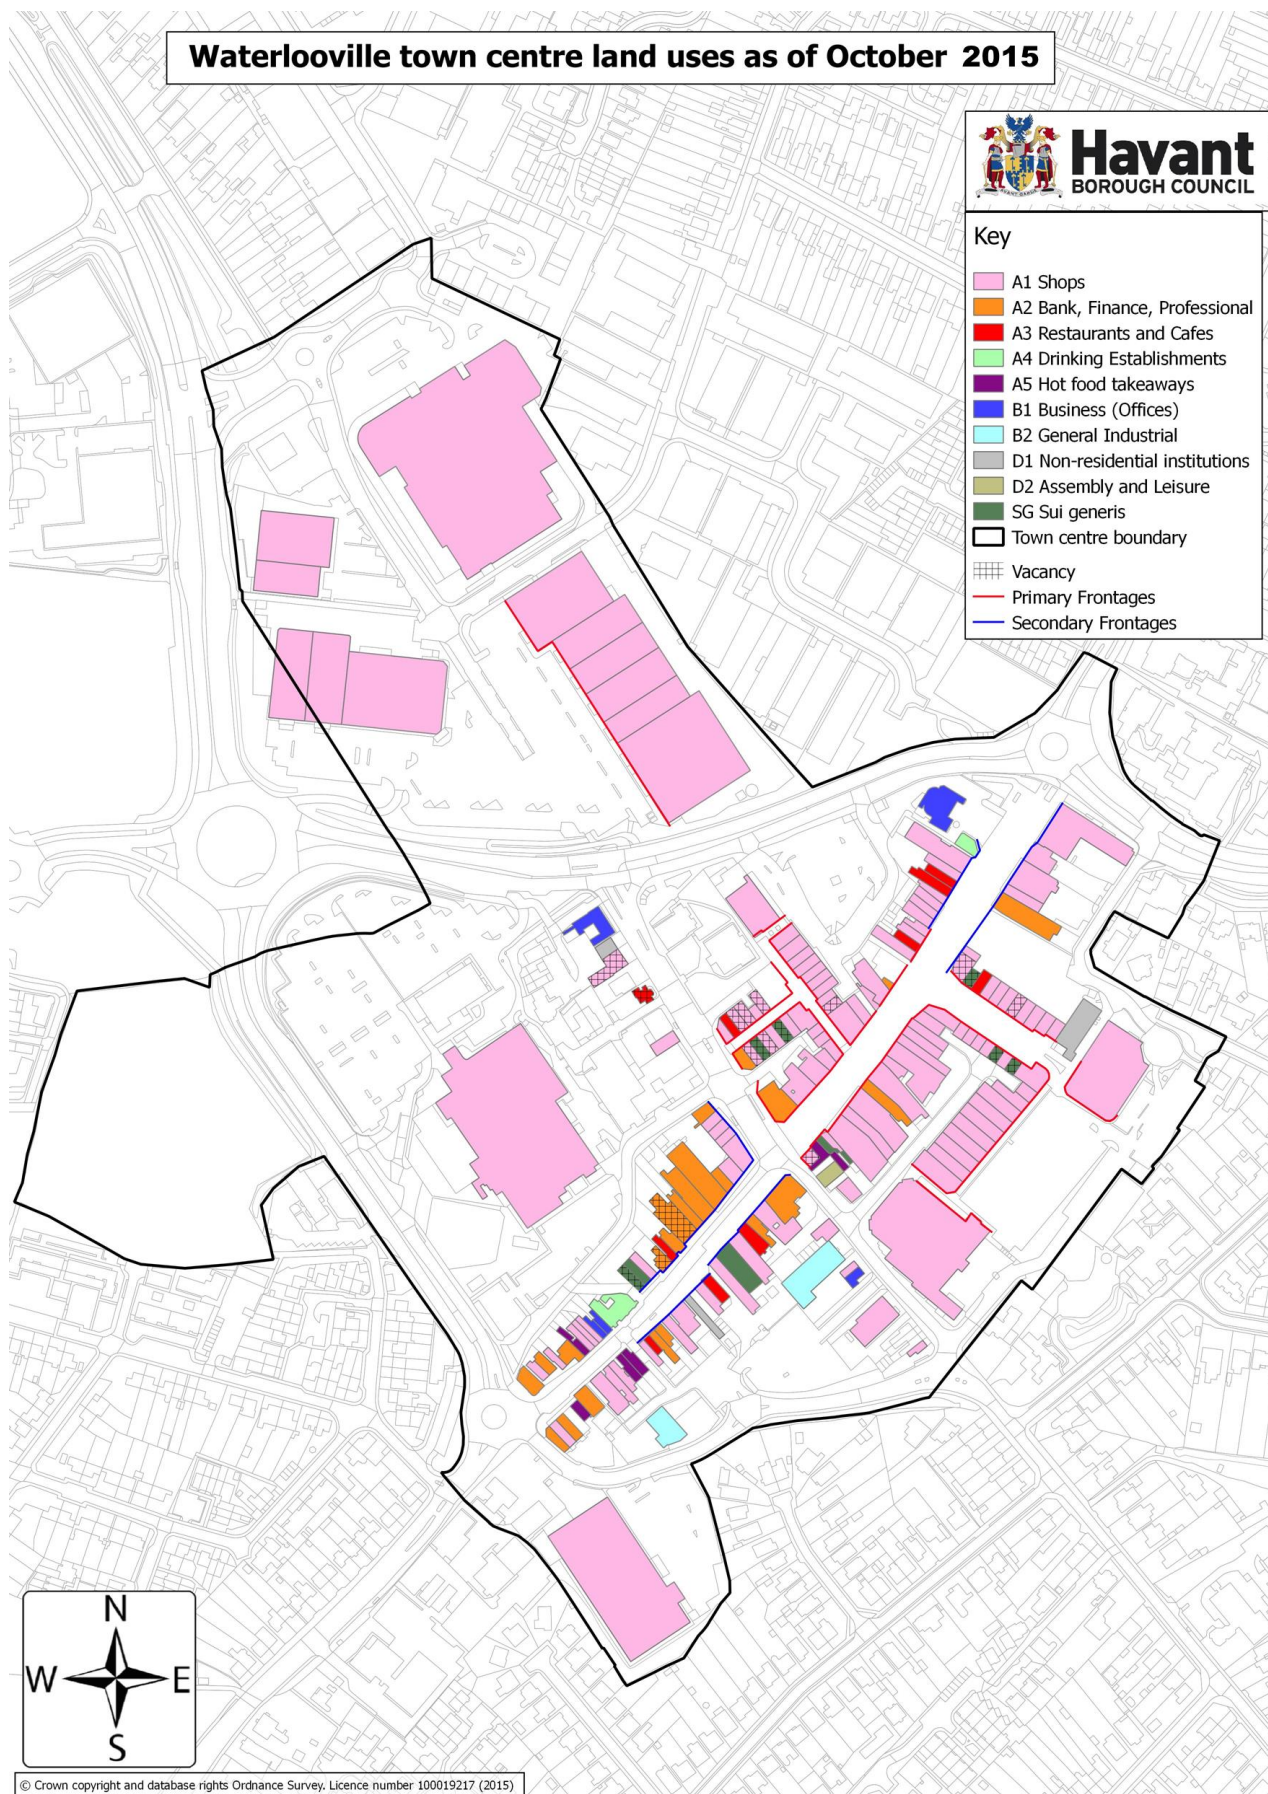 Waterlooville town centre land uses as of October 2015
Havant
BOROUGH COUNCIL
Key
A1 Shops
A2 Bank, Finance, Professional
A3 Restaurants and Cafes
A4 Drinking Establishments
A5 Hot food takeaways
B1 Business (Offices)
B2 General Industrial
D1 Non-residential institutions
D2 Assembly and Leisure
SG Sui generis
Town centre boundary
Vacancy
Primary Frontages
Secondary Frontages
N
W E
S
© Crown copyright and database rights Ordnance Survey. Licence number 100019217 (2015)